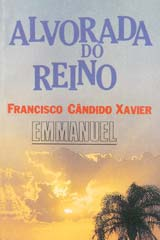 ALVORADA
DO
REINO
FRANCISCO CÂNDIDO XAVIER
EMMANUEL